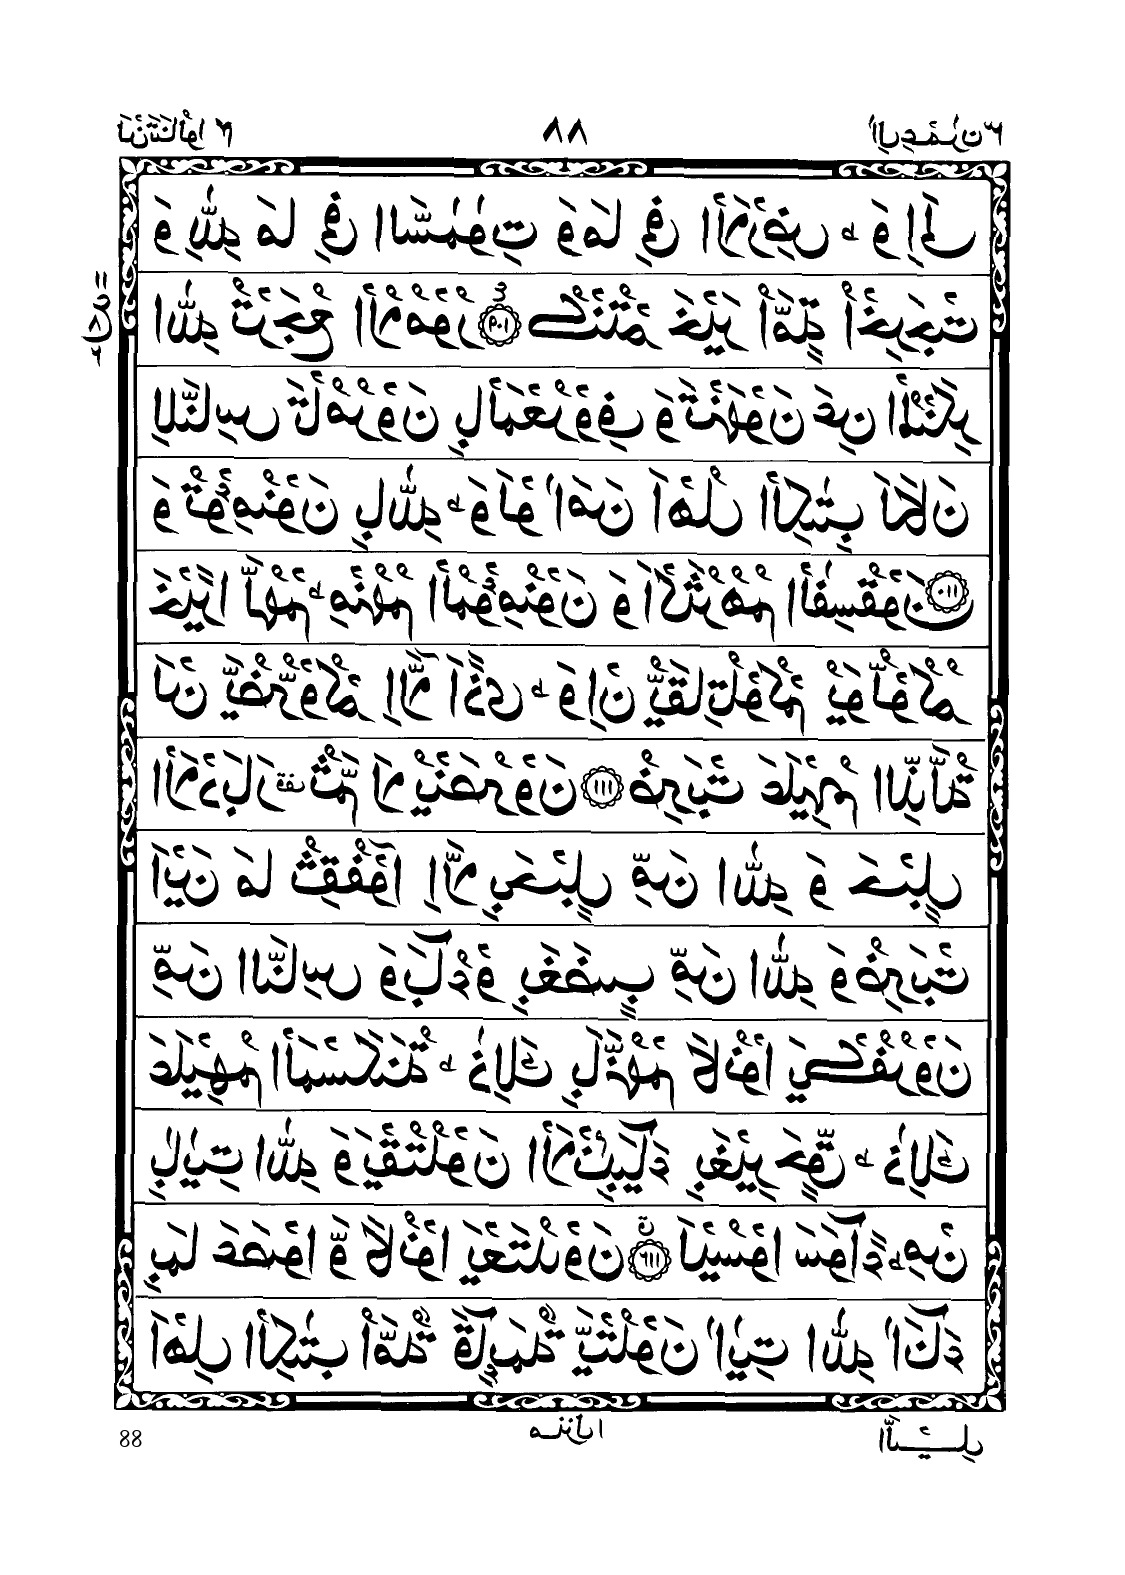 لَنْ تَنَالُوا ٤ ٨٨ اٰلِ عِمْرٰن ٣
وَ لِلّٰهِ مَا فِي السَّمٰوٰتِ وَمَا فِي الْاَرْضِ ؕ وَ اِلَى
اللّٰهِ تُرْجَعُ الْاُمُوْرُ ﴿١٠٩﴾ ع كُنْتُمْ خَيْرَ اُمَّةٍ اُخْرِجَتْ
لِلنَّاسِ تَاْمُرُوْنَ بِالْمَعْرُوْفِ وَ تَنْهَوْنَ عَنِ الْمُنْكَرِ
وَ تُؤْمِنُوْنَ بِاللّٰهِ ؕ وَلَوْ اٰمَنَ اَهْلُ الْكِتٰبِ لَكَانَ
خَيْرًا لَّهُمْ ؕ مِنْهُمُ الْمُؤْمِنُوْنَ وَ اَكْثَرُهُمُ الْفٰسِقُوْنَ ﴿١١٠﴾
لَنْ يَّضُرُّوْكُمْ اِلَّاۤ اَذًى ؕ وَ اِنْ يُّقَاتِلُوْكُمْ يُوَلُّوْكُمُ
الْاَدْبَارَ قف ثُمَّ لَا يُنْصَرُوْنَ ﴿١١١﴾ ضُرِبَتْ عَلَيْهِمُ الذِّلَّةُ
اَيْنَ مَا ثُقِفُوْۤا اِلَّا بِحَبْلٍ مِّنَ اللّٰهِ وَ حَبْلٍ
مِّنَ النَّاسِ وَبَآءُوْ بِغَضَبٍ مِّنَ اللّٰهِ وَضُرِبَتْ
عَلَيْهِمُ الْمَسْكَنَةُ ؕ ذٰلِكَ بِاَنَّهُمْ كَانُوْا يَكْفُرُوْنَ
بِاٰيٰتِ اللّٰهِ وَيَقْتُلُوْنَ الْاَنْۢبِيَآءَ بِغَيْرِ حَقٍّ ؕ ذٰلِكَ
بِمَا عَصَوْا وَّ كَانُوْا يَعْتَدُوْنَ ﴿١١٢﴾ ق لَيْسُوْا سَوَآءً ؕ مِنْ
اَهْلِ الْكِتٰبِ اُمَّةٌ قَآئِمَةٌ يَّتْلُوْنَ اٰيٰتِ اللّٰهِ اٰنَآءَ
منزل ١
الَّيْلِ
88